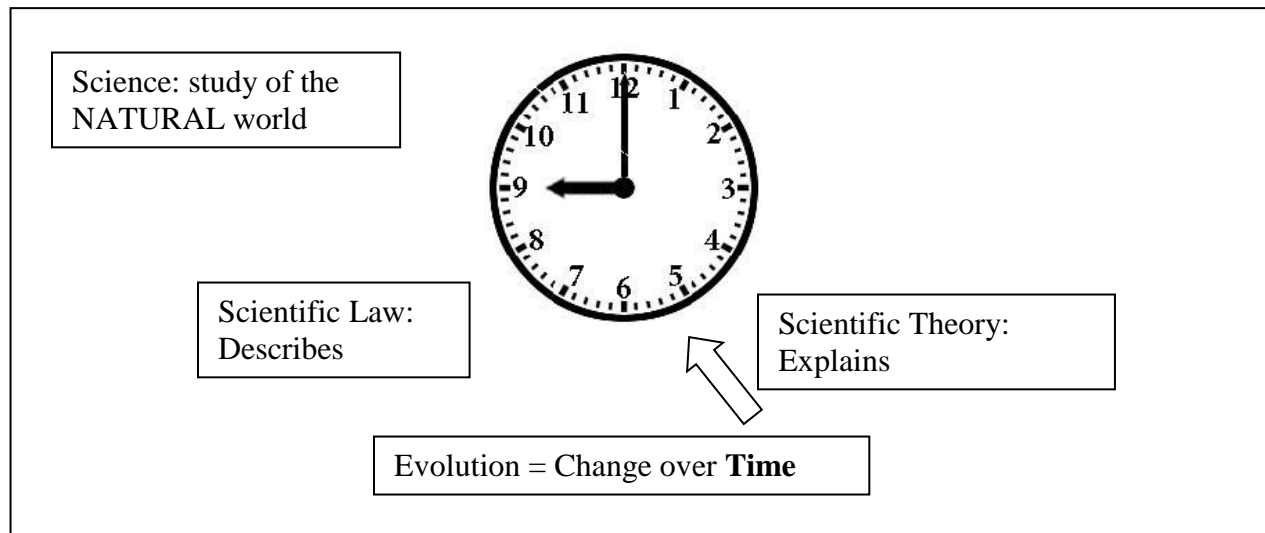 Science: study of the
NATURAL world
12
11
1
10
2
9
3
8
4
7
5
6
Scientific Law:
Describes
Scientific Theory:
Explains
Evolution = Change over Time